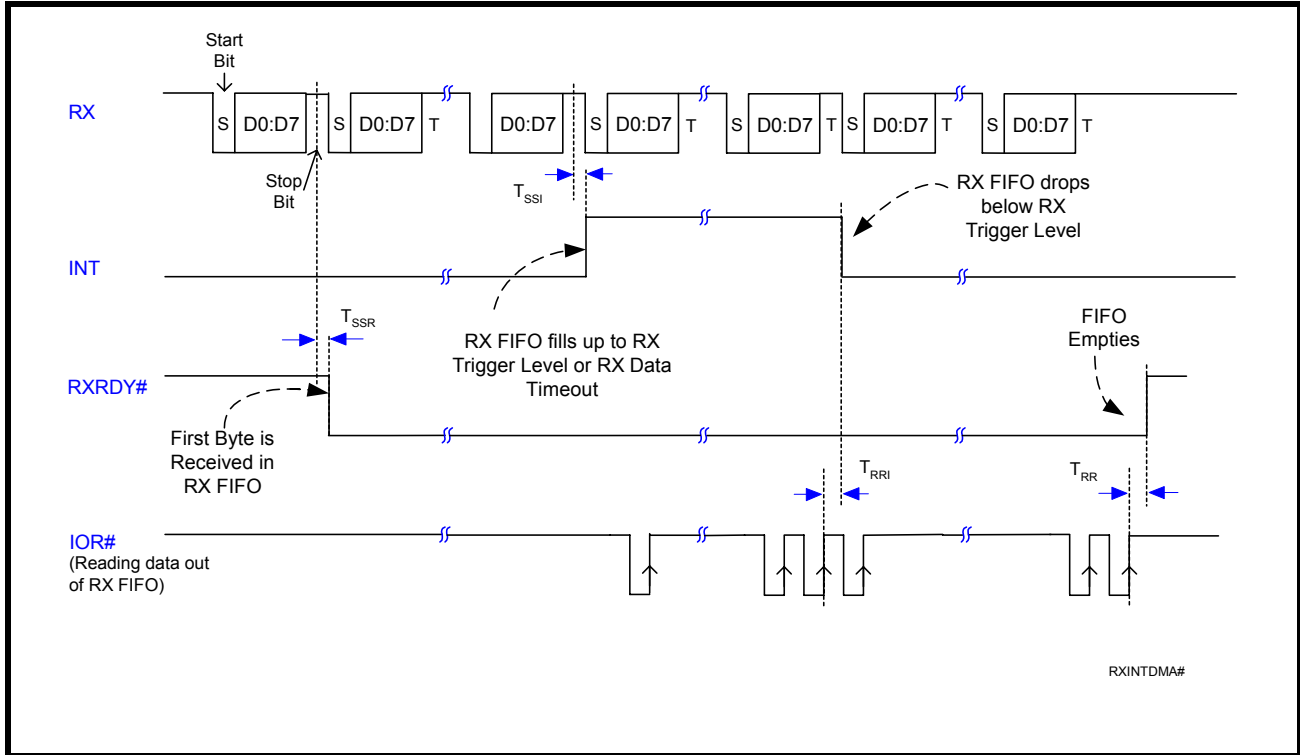 Start
Bit
RX
S D0:D7 S D0:D7 T D0:D7 S D0:D7 T S D0:D7 T S D0:D7 T S D0:D7 T
Stop
Bit
TSSI
RX FIFO drops
below RX
Trigger Level
INT
TSSR
RX FIFO fills up to RX
Trigger Level or RX Data
Timeout
FIFO
Empties
RXRDY#
First Byte is
Received in
RX FIFO
TRRI
TRR
IOR#
(Reading data out
of RX FIFO)
RXINTDMA#